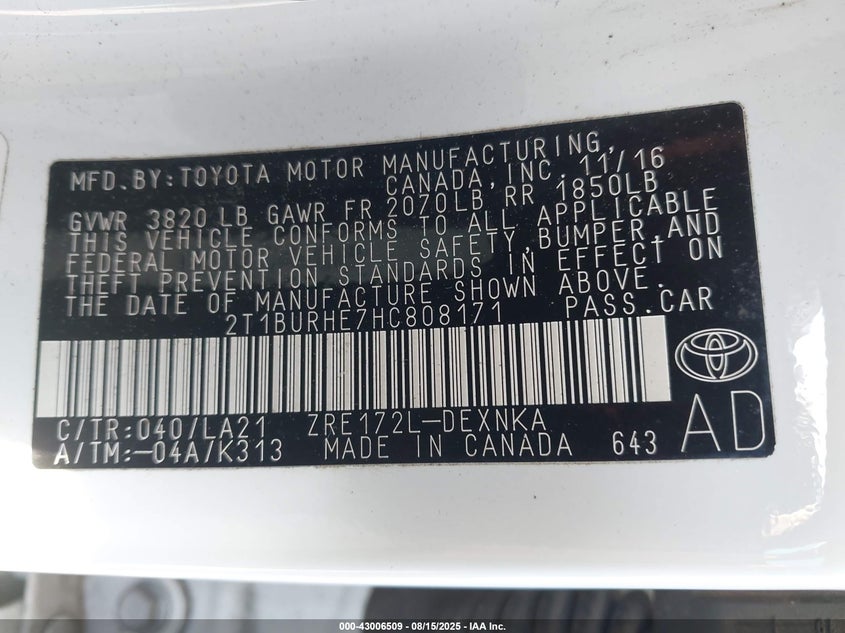 MFD.BY:TOYOTA MOTOR MANUFACTURING,
CANADA,INC. 11/16
GVWR 3820 LB GAWR FR 2070LB RR 1850LB
THIS VEHICLE CONFORMS TO ALL APPLICABLE
FEDERAL MOTOR VEHICLE SAFETY,BUMPER,AND
THEFT PREVENTION STANDARDS IN EFFECT ON
THE DATE OF MANUFACTURE SHOWN ABOVE.
2T1BURHE7HC808171 PASS.CAR
C/TR:040/LA21 ZRE172L-DEXNKA
A/TM:-04A/K313 MADE IN CANADA 643
AD
000-43006509 - 08/15/2025 - IAA Inc.